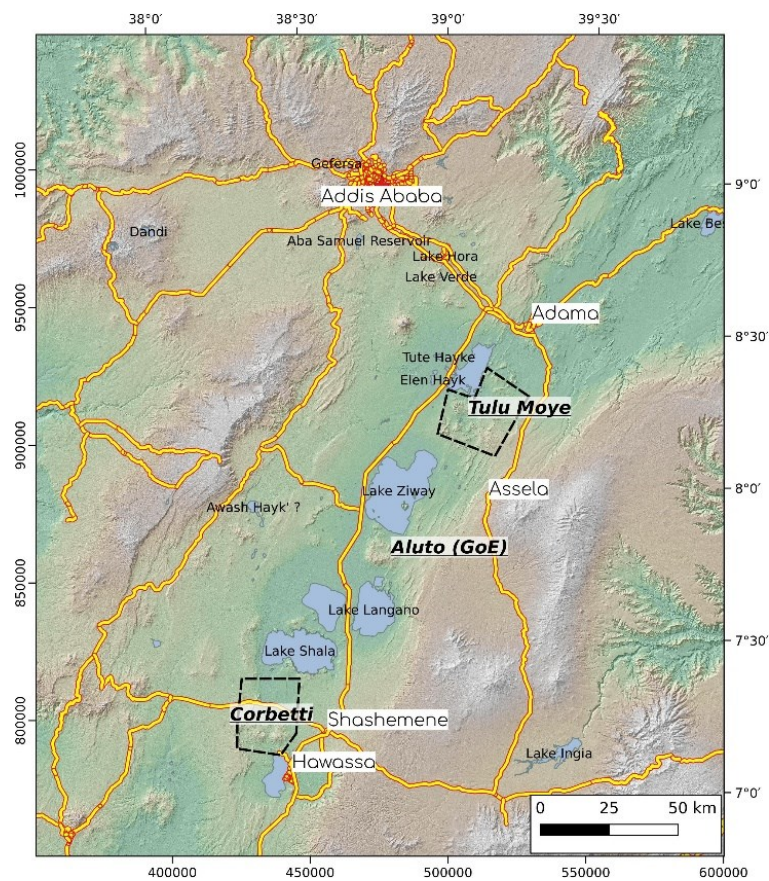 38°0′ 38°30′ 39°0′ 39°30′
1000000
Gefersa
9°0′
Addis Ababa
Lake Bes
Dandi
Aba Samuel Reservoir
Lake Hora
Lake Verde
950000
Adama
8°30′
Tute Hayke
Elen Hayk
Tulu Moye
900000
Lake Ziway
Assela
8°0′
Awash Hayk' ?
Aluto (GoE)
850000
Lake Langano
7°30′
Lake Shala
Corbetti
Shashemene
800000
Lake Ingia
Hawassa
7°0′
0 25 50 km
400000 450000 500000 550000 600000